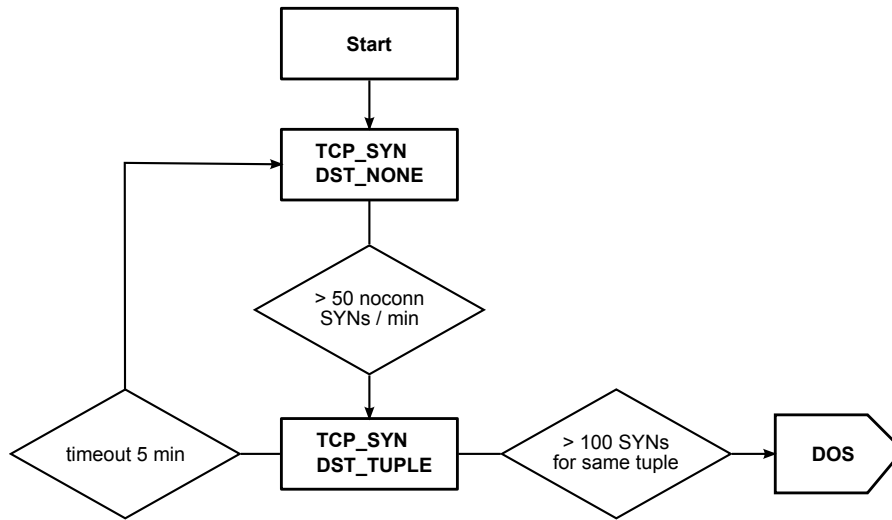 Start
TCP_SYN
DST_NONE
> 50 noconn
SYNs / min
timeout 5 min
TCP_SYN
DST_TUPLE
> 100 SYNs
for same tuple
DOS